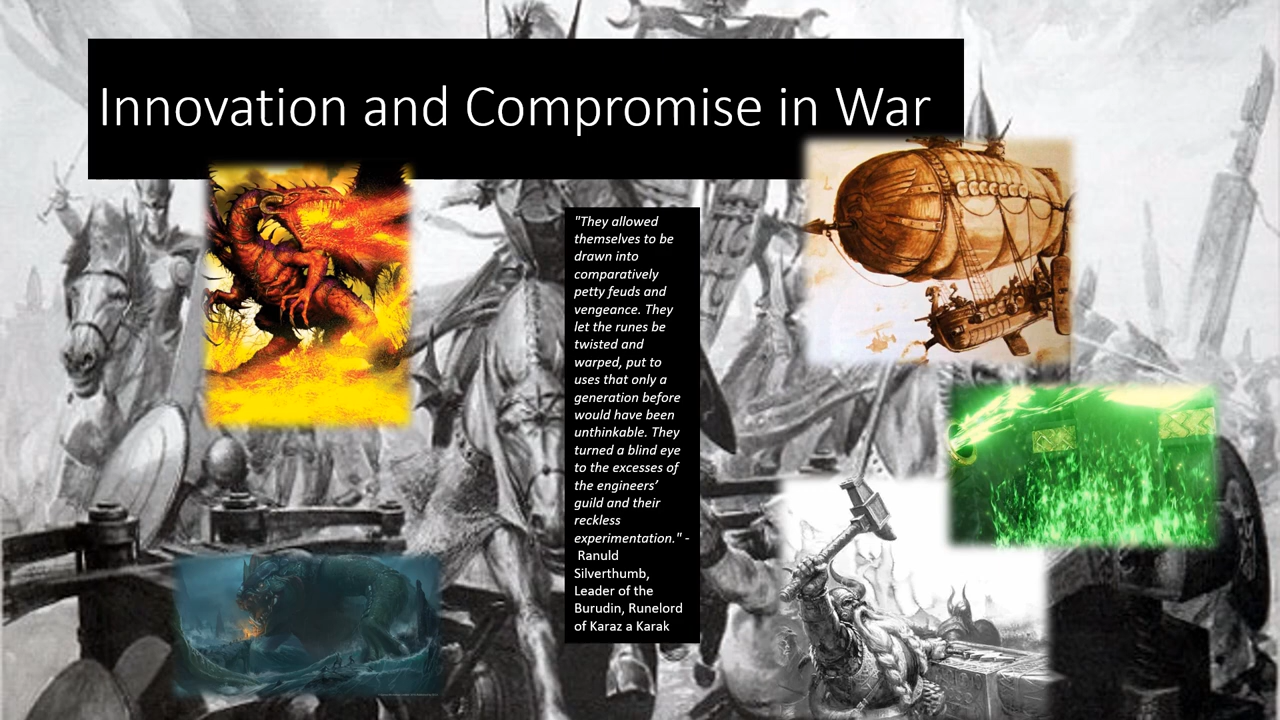 Innovation and Compromise in War
"They allowed
themselves to be
drawn into
comparatively
petty feuds and
vengeance. They
let the runes be
twisted and
warped, put to
uses that only a
generation before
would have been
unthinkable. They
turned a blind eye
to the excesses of
the engineers’
guild and their
reckless
experimentation." -
Ranuld
Silverthumb,
Leader of the
Burudin, Runelord
of Karaz a Karak